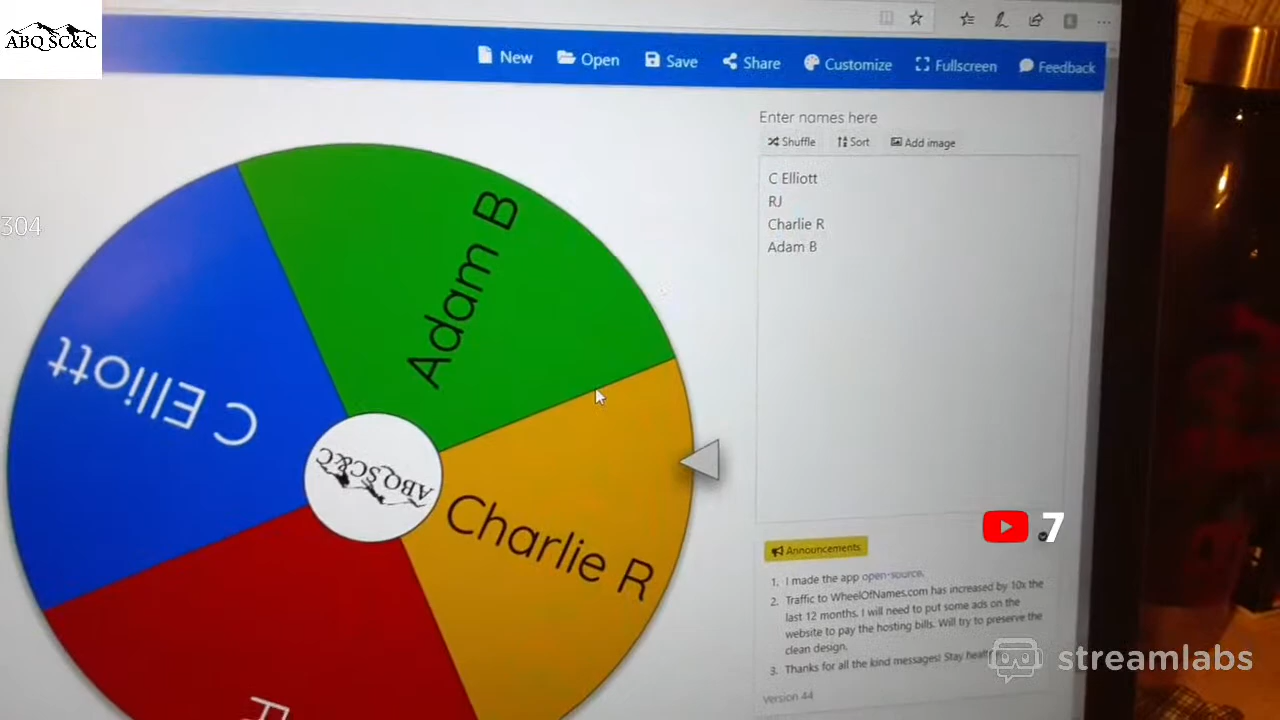 ABQ SC&C
New Open Save Share Customize Fullscreen Feedback
Enter names here
Shuffle Sort Add image
C Elliott
RJ
Charlie R
Adam B
304
Adam B
C Elliott
ABQ SC&C
Charlie R
R
7
Announcements
1. I made the app open-source.
2. Traffic to WheelOfNames.com has increased by 10x the
last 12 months. I will need to put some ads on the
website to pay the hosting bills. Will try to preserve the
clean design.
3. Thanks for all the kind messages! Stay
streamlabs
Version 44